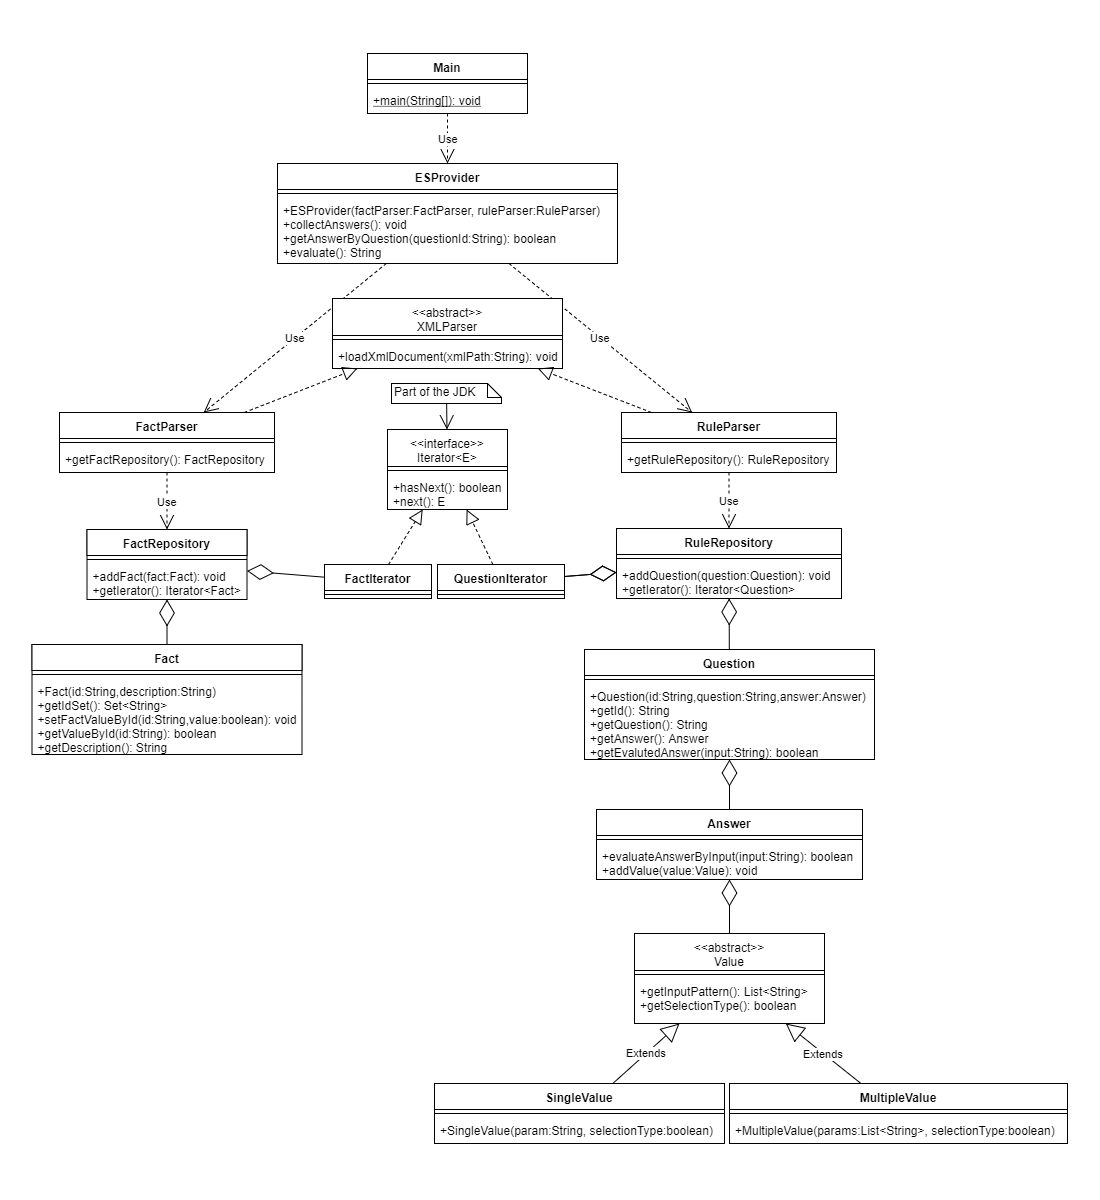 Main
+main(String[]): void
Use
ESProvider
+ESProvider(factParser:FactParser, ruleParser:RuleParser)
+collectAnswers(): void
+getAnswerByQuestion(questionId:String): boolean
+evaluate(): String
<<abstract>>
XMLParser
+loadXmlDocument(xmlPath:String): void
Use
Use
Part of the JDK
FactParser
+getFactRepository(): FactRepository
<<interface>>
Iterator<E>
+hasNext(): boolean
+next(): E
RuleParser
+getRuleRepository(): RuleRepository
Use
Use
FactRepository
+addFact(fact:Fact): void
+getIerator(): Iterator<Fact>
FactIterator
QuestionIterator
RuleRepository
+addQuestion(question:Question): void
+getIerator(): Iterator<Question>
Fact
+Fact(id:String,description:String)
+getIdSet(): Set<String>
+setFactValueById(id:String,value:boolean): void
+getValueById(id:String): boolean
+getDescription(): String
Question
+Question(id:String,question:String,answer:Answer)
+getId(): String
+getQuestion(): String
+getAnswer(): Answer
+getEvalutedAnswer(input:String): boolean
Answer
+evaluateAnswerByInput(input:String): boolean
+addValue(value:Value): void
<<abstract>>
Value
+getInputPattern(): List<String>
+getSelectionType(): boolean
Extends
Extends
SingleValue
+SingleValue(param:String, selectionType:boolean)
MultipleValue
+MultipleValue(params:List<String>, selectionType:boolean)